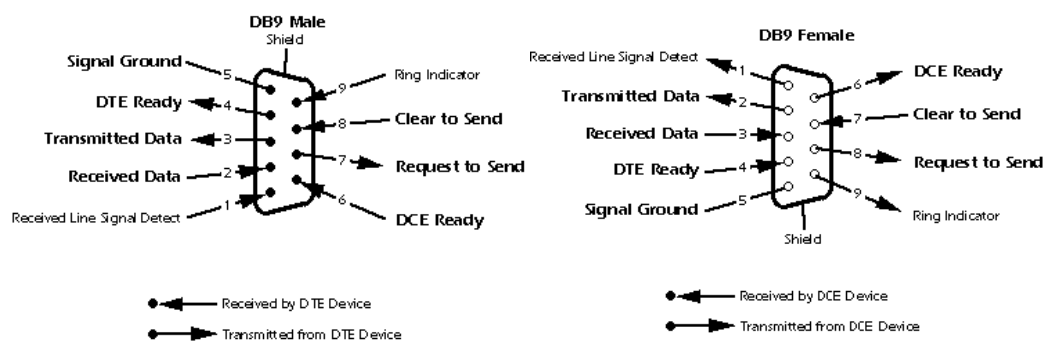 DB9 Male
Shield
Signal Ground
5
9
Ring Indicator
DTE Ready
4
8
Clear to Send
Transmitted Data
3
7
Request to Send
Received Data
2
6
DCE Ready
Received Line Signal Detect
1
Received by DTE Device
Transmitted from DTE Device
DB9 Female
Received Line Signal Detect
1
6
DCE Ready
Transmitted Data
2
7
Clear to Send
Received Data
3
8
Request to Send
DTE Ready
4
9
Ring Indicator
Signal Ground
5
Shield
Received by DCE Device
Transmitted from DCE Device